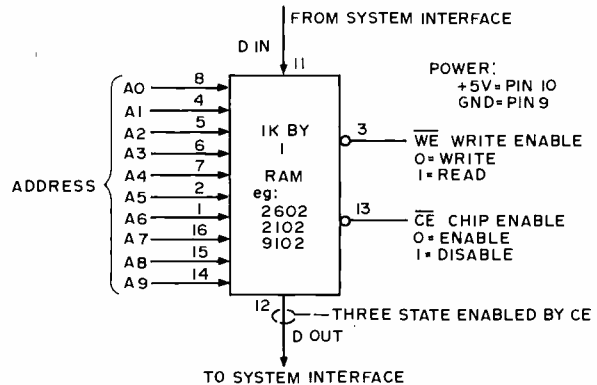 FROM SYSTEM INTERFACE
D IN
11
POWER:
+5V = PIN 10
GND = PIN 9
ADDRESS
A0 8
A1 4
A2 5
A3 6
A4 7
A5 2
A6 1
A7 16
A8 15
A9 14
1K BY
1
RAM
eg:
2602
2102
9102
3
W̅E̅ WRITE ENABLE
0 = WRITE
1 = READ
13
C̅E̅ CHIP ENABLE
0 = ENABLE
1 = DISABLE
12
THREE STATE ENABLED BY CE
D OUT
TO SYSTEM INTERFACE